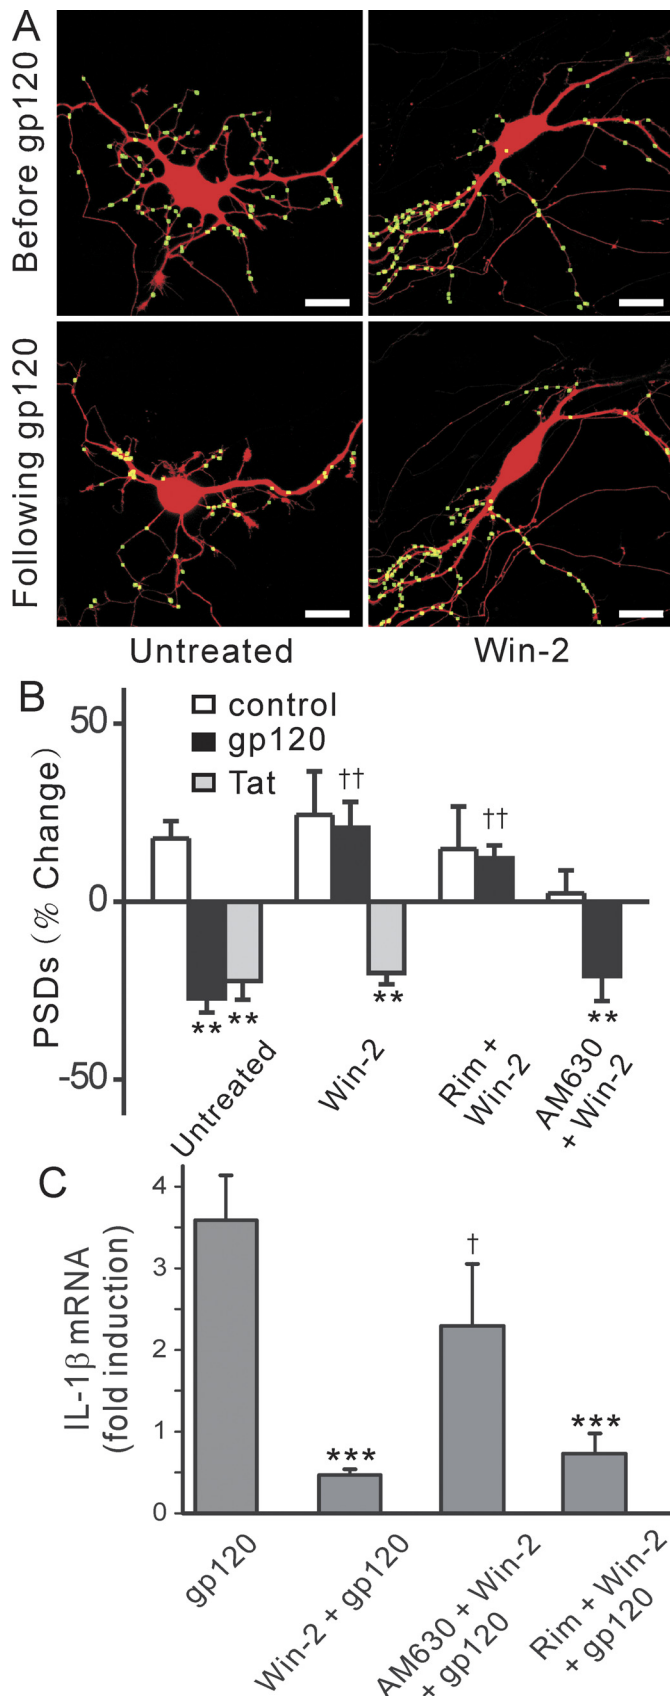 A
Before gp120
Following gp120
Untreated
Win-2
B
control
gp120
Tat
PSDs (% Change)
50
0
-50
††
††
**
**
**
**
Untreated
Win-2
Rim +
Win-2
AM630
+ Win-2
C
IL-1β mRNA
(fold induction)
4
3
2
1
0
***
†
***
gp120
Win-2 + gp120
AM630 + Win-2
+ gp120
Rim + Win-2
+ gp120